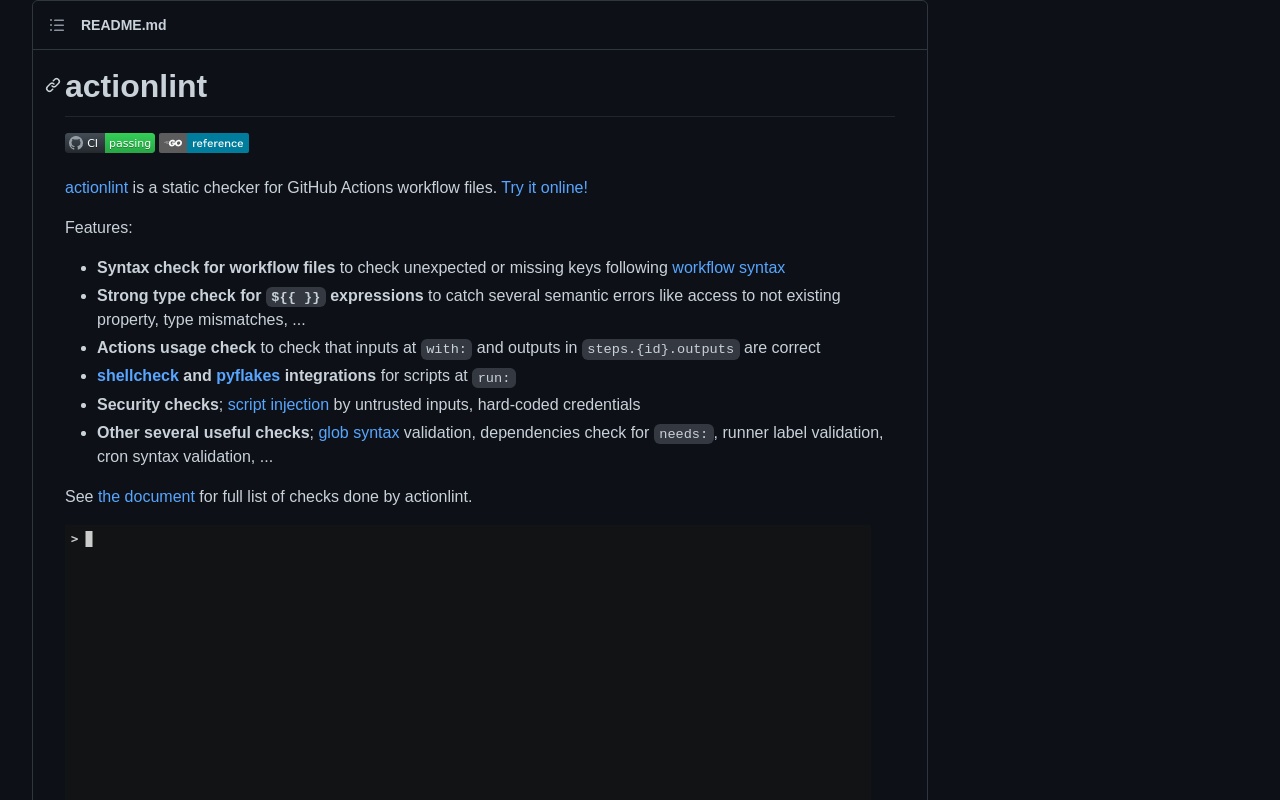 README.md
actionlint
CI passing GO reference
actionlint is a static checker for GitHub Actions workflow files. Try it online!
Features:
• Syntax check for workflow files to check unexpected or missing keys following workflow syntax
• Strong type check for ${{ }} expressions to catch several semantic errors like access to not existing
property, type mismatches, ...
• Actions usage check to check that inputs at with: and outputs in steps.{id}.outputs are correct
• shellcheck and pyflakes integrations for scripts at run:
• Security checks; script injection by untrusted inputs, hard-coded credentials
• Other several useful checks; glob syntax validation, dependencies check for needs:, runner label validation,
cron syntax validation, ...
See the document for full list of checks done by actionlint.
>